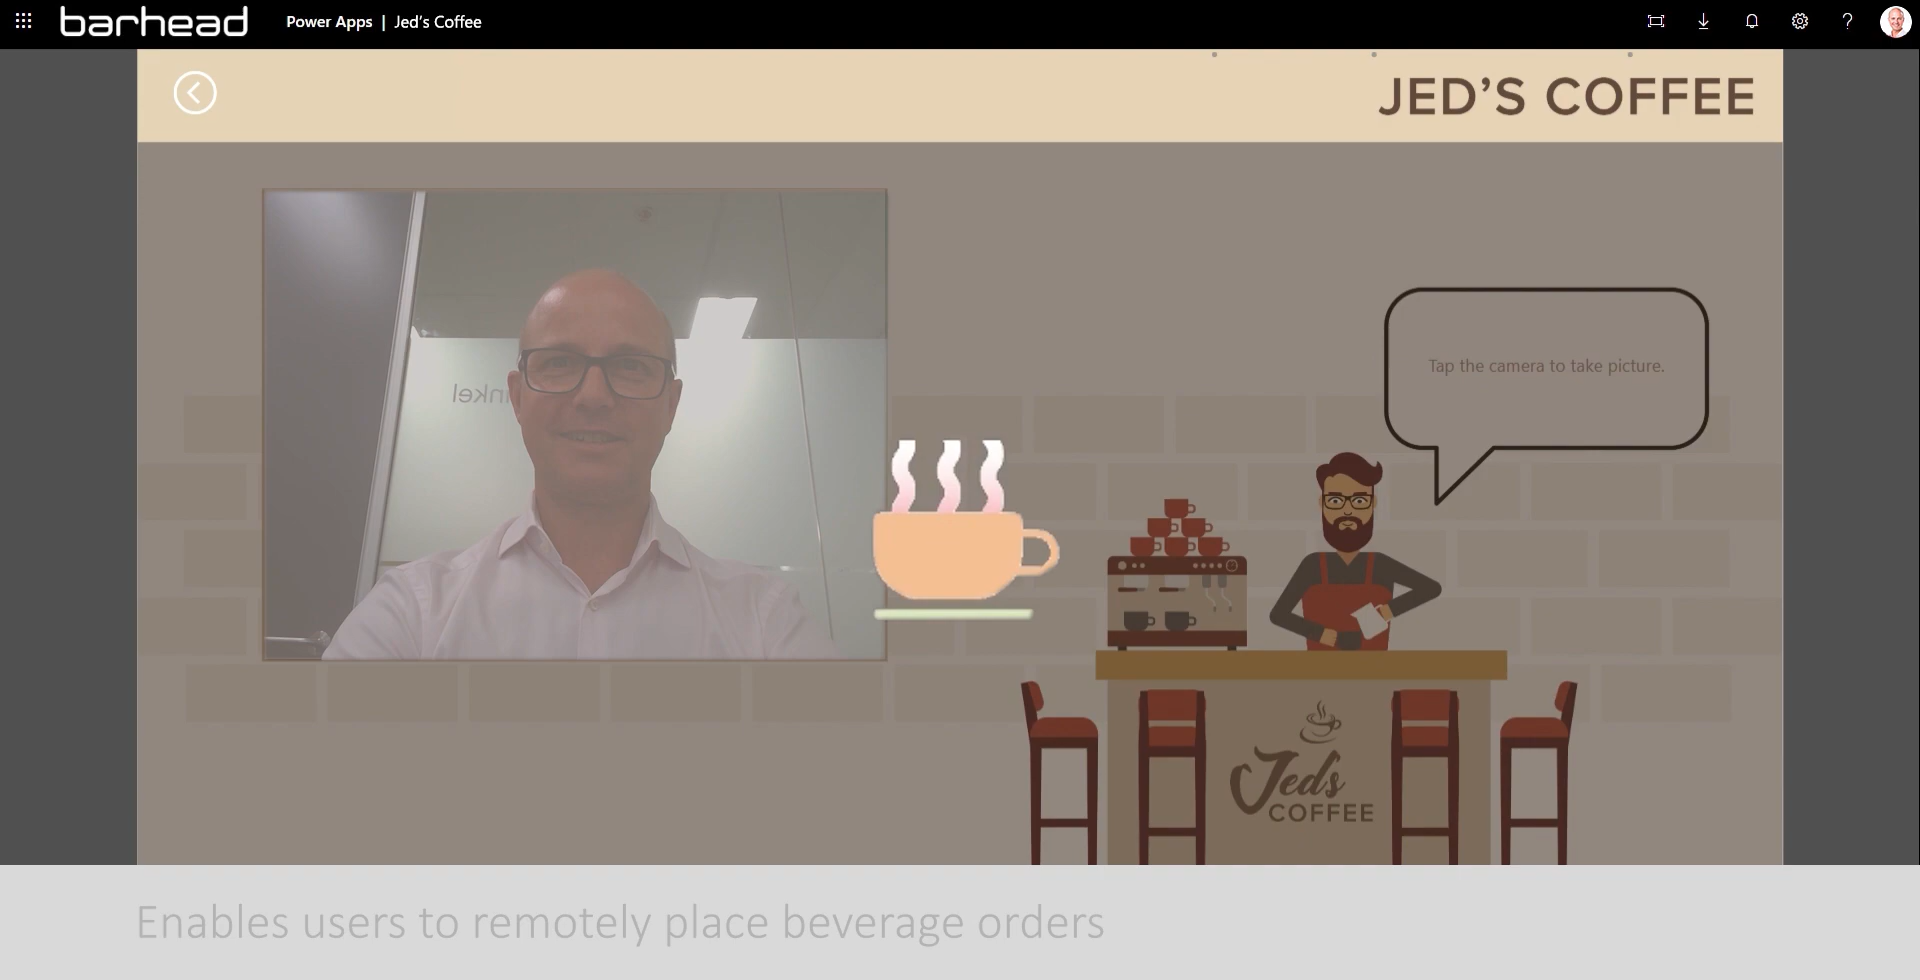 barhead
Power Apps | Jed's Coffee
JED'S COFFEE
Tap the camera to take picture.
nkel
Jed's
COFFEE
Enables users to remotely place beverage orders